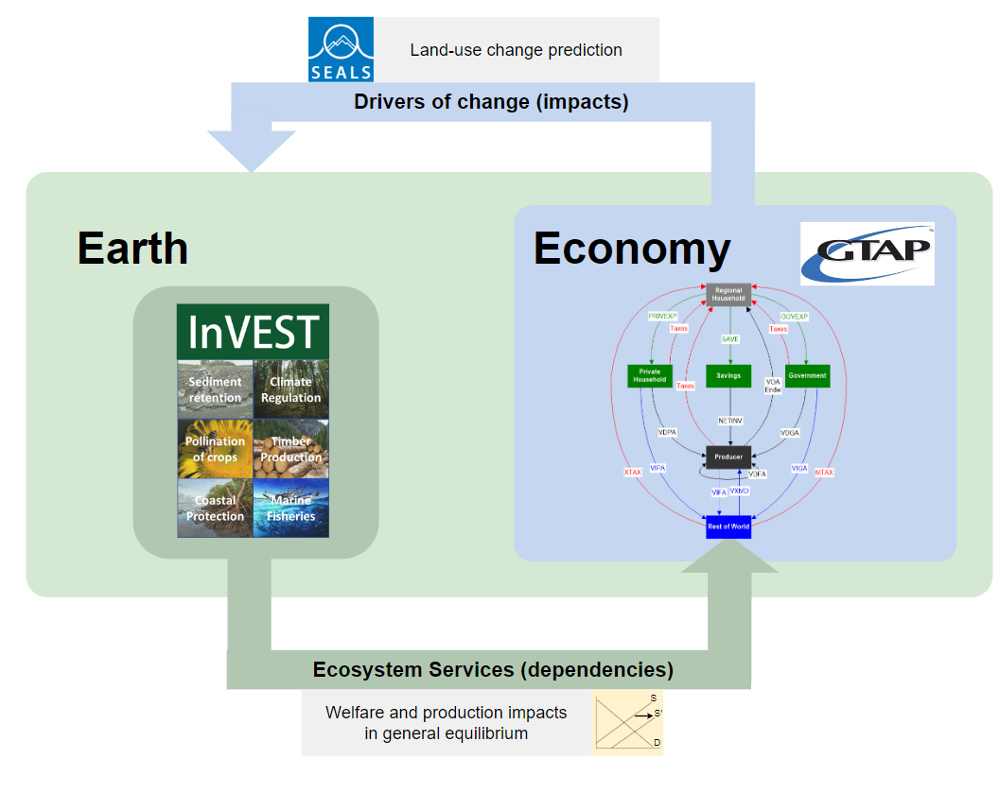 SEALS
Land-use change prediction
Drivers of change (impacts)
Earth
Economy
GTAP
™
InVEST
Sediment
retention
Climate
Regulation
Pollination
of crops
Timber
Production
Coastal
Protection
Marine
Fisheries
Regional
Household
PRIVEXP
GOVEXP
Taxes
Taxes
SAVE
Private
Household
Savings
Government
Taxes
VOA
Endw
NETINV
VDPA
VDGA
Producer
XTAX
VIPA
VDFA
VIGA
MTAX
VIFA
VXMD
Rest of World
Ecosystem Services (dependencies)
Welfare and production impacts
in general equilibrium
S
S'
D